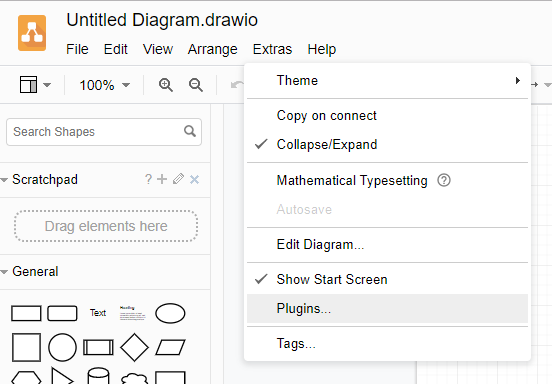 Untitled Diagram.drawio
File Edit View Arrange Extras Help
100%
Theme
Copy on connect
Collapse/Expand
Mathematical Typesetting ?
Autosave
Edit Diagram...
Show Start Screen
Plugins...
Tags...
Search Shapes
Scratchpad ?
Drag elements here
General
Text
Heading